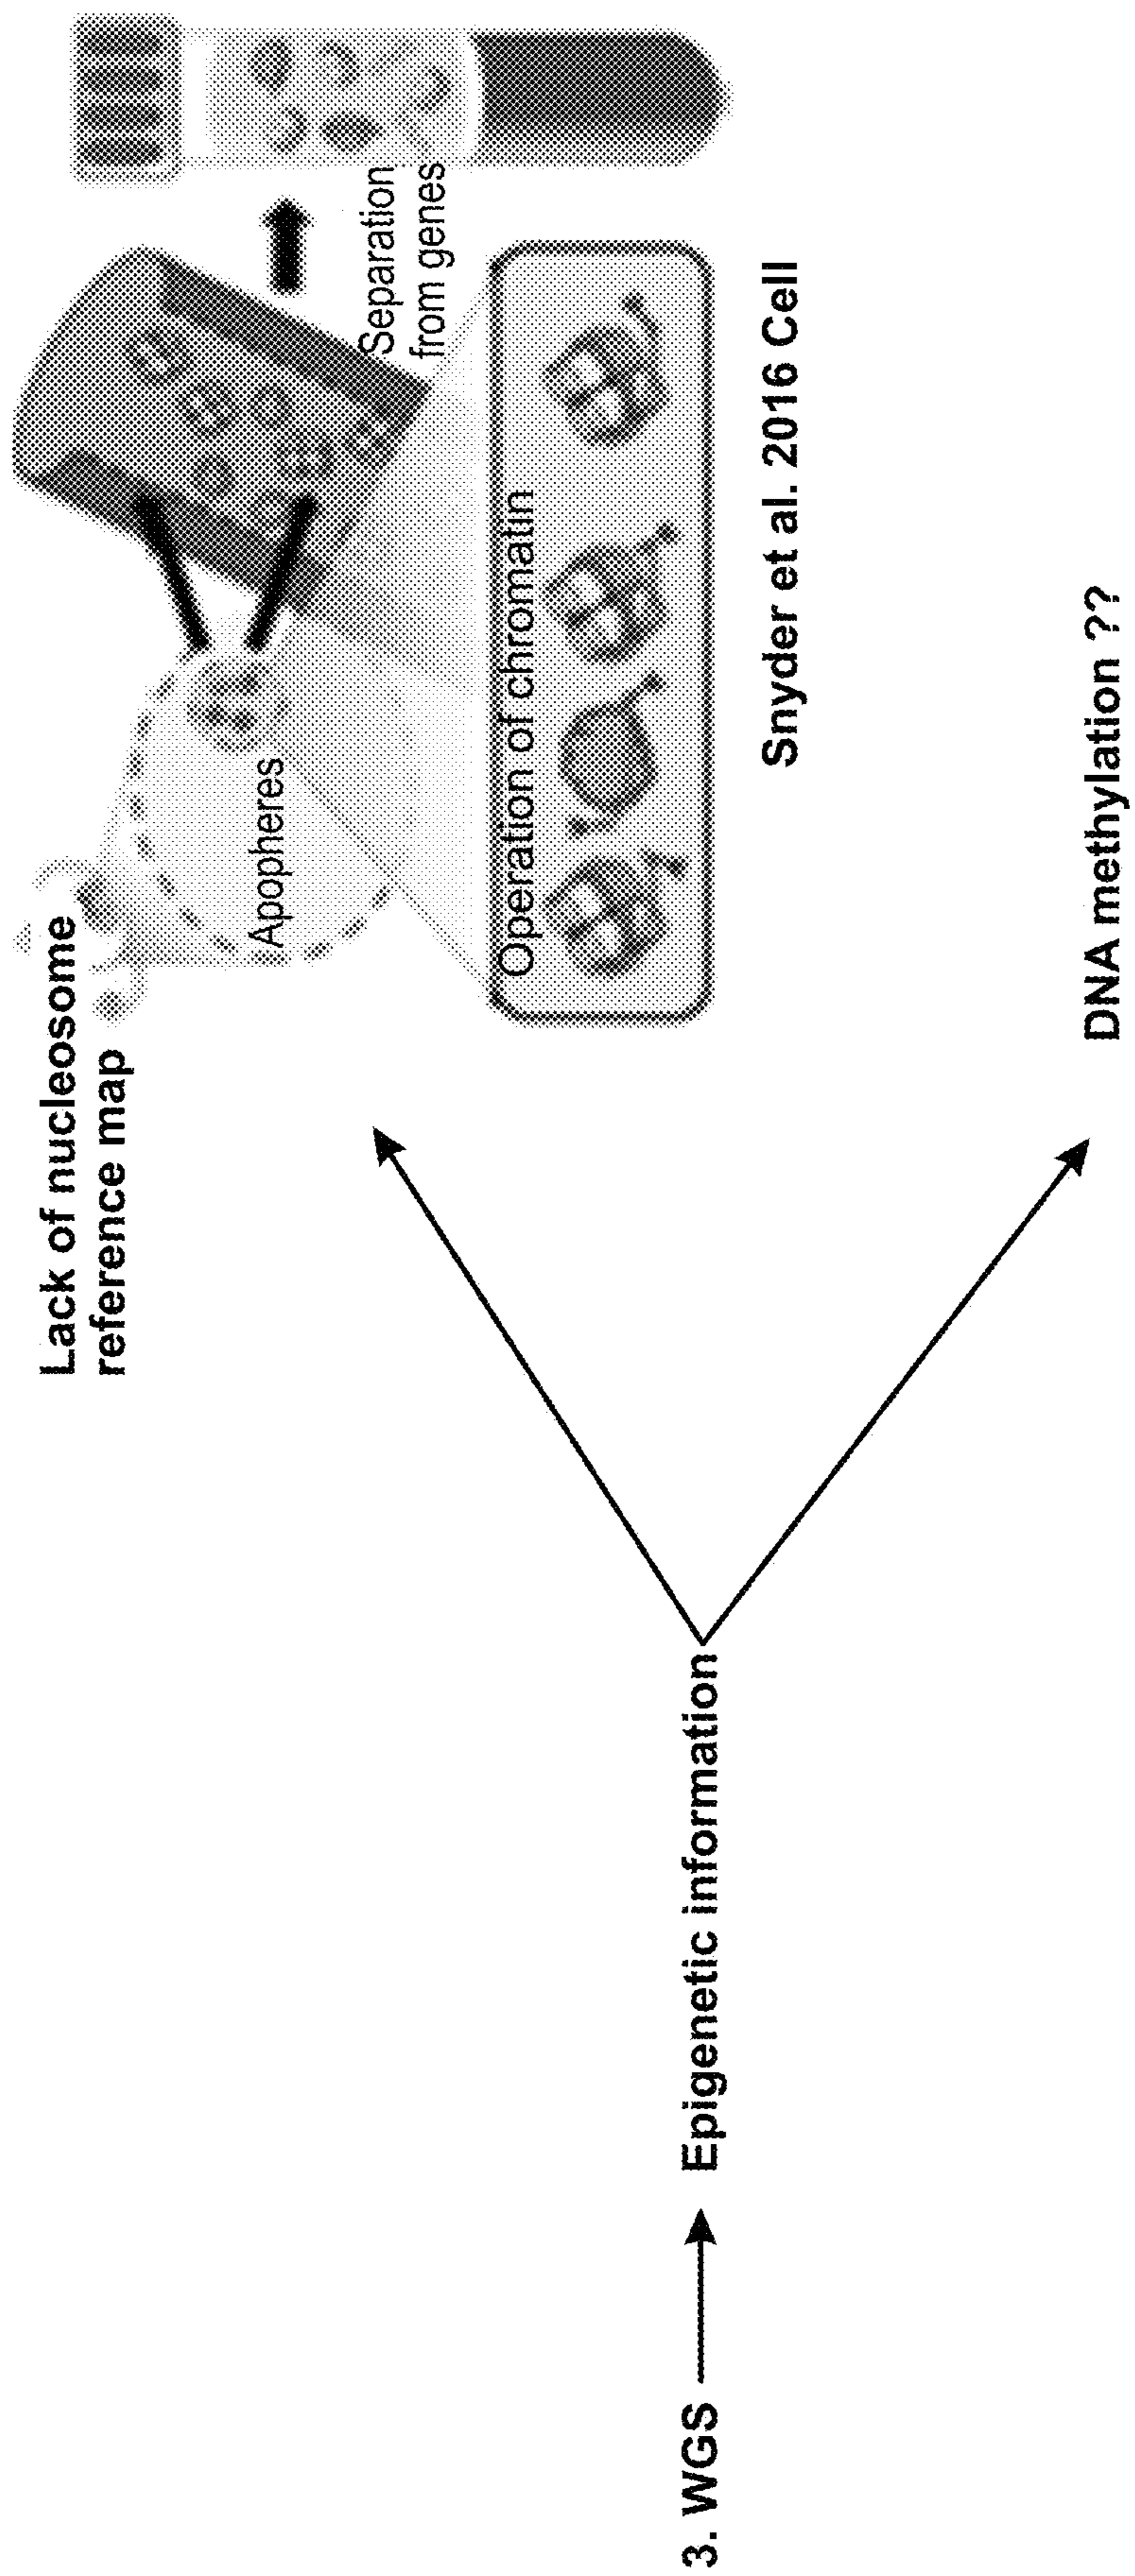 3. WGS
Epigenetic information
Lack of nucleosome
reference map
Apopheres
Separation
from genes
Operation of chromatin
Snyder et al. 2016 Cell
DNA methylation ??